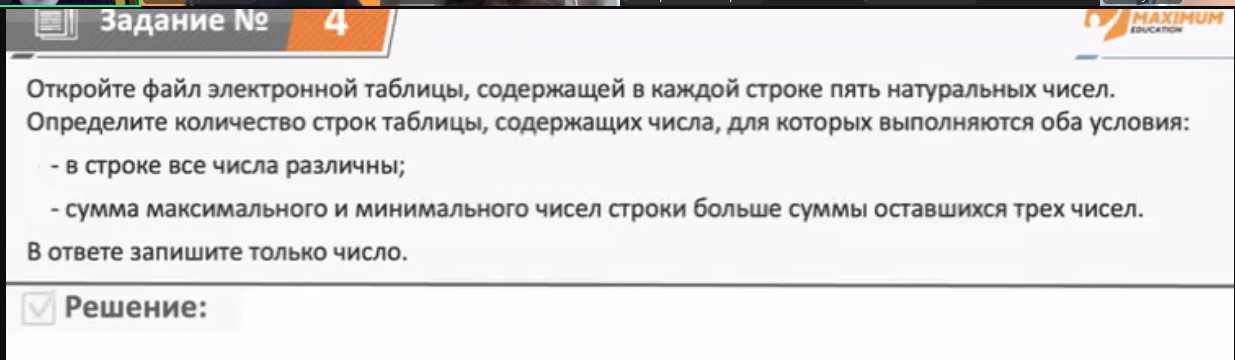 Задание № 4
MAXIMUM
EDUCATION
Откройте файл электронной таблицы, содержащей в каждой строке пять натуральных чисел.
Определите количество строк таблицы, содержащих числа, для которых выполняются оба условия:
- в строке все числа различны;
- сумма максимального и минимального чисел строки больше суммы оставшихся трех чисел.
В ответе запишите только число.
Решение: